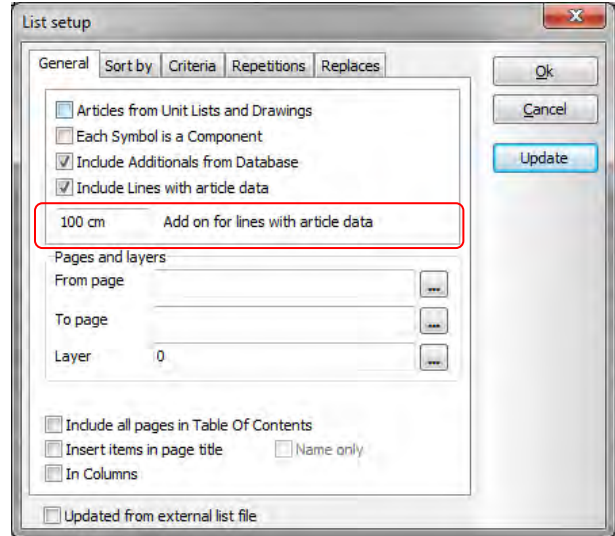 List setup
General Sort by Criteria Repetitions Replaces
Ok
Cancel
Update
Articles from Unit Lists and Drawings
Each Symbol is a Component
Include Additionals from Database
Include Lines with article data
100 cm Add on for lines with article data
Pages and layers
From page ...
To page ...
Layer 0 ...
Include all pages in Table Of Contents
Insert items in page title Name only
In Columns
Updated from external list file